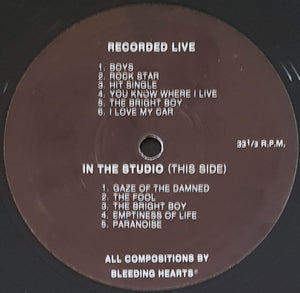 RECORDED LIVE
1. BOYS
2. ROCK STAR
3. HIT SINGLE
4. YOU KNOW WHERE I LIVE
5. THE BRIGHT BOY
6. I LOVE MY CAR
33 1/3 R.P.M.
IN THE STUDIO (THIS SIDE)
1. GAZE OF THE DAMNED
2. THE FOOL
3. THE BRIGHT BOY
4. EMPTINESS OF LIFE
5. PARANOISE
ALL COMPOSITIONS BY
BLEEDING HEARTS®